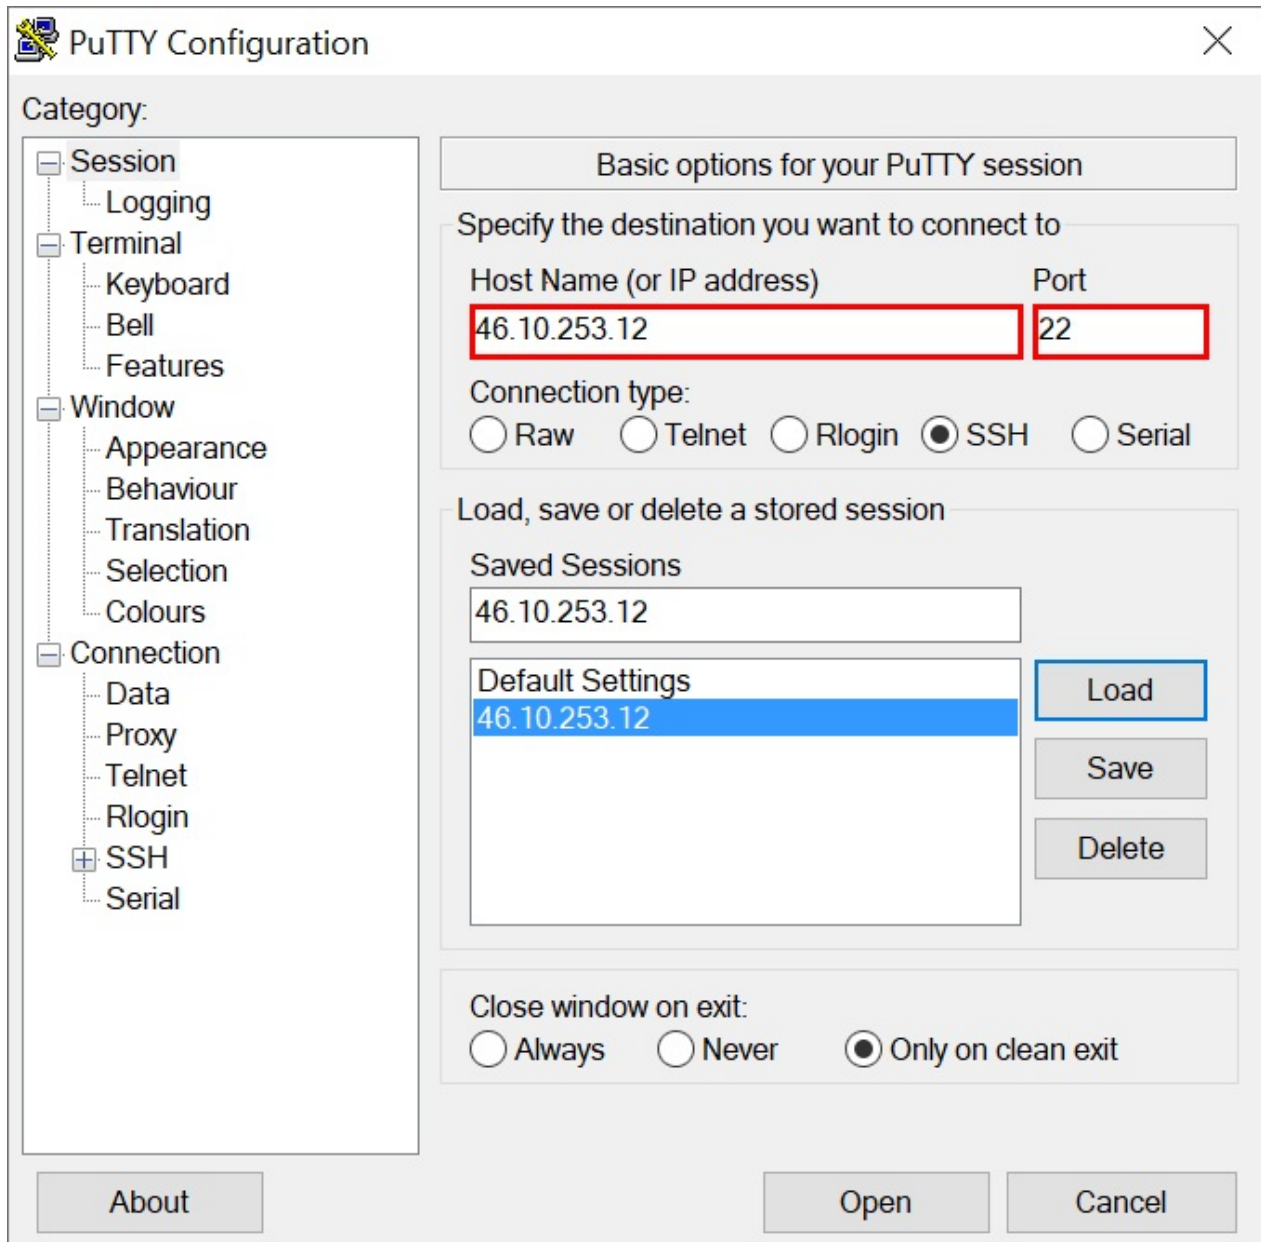 PuTTY Configuration
Category:
Session
Logging
Terminal
Keyboard
Bell
Features
Window
Appearance
Behaviour
Translation
Selection
Colours
Connection
Data
Proxy
Telnet
Rlogin
SSH
Serial
Basic options for your PuTTY session
Specify the destination you want to connect to
Host Name (or IP address) Port
46.10.253.12 22
Connection type:
Raw Telnet Rlogin SSH Serial
Load, save or delete a stored session
Saved Sessions
46.10.253.12
Default Settings
46.10.253.12
Load
Save
Delete
Close window on exit:
Always Never Only on clean exit
About Open Cancel